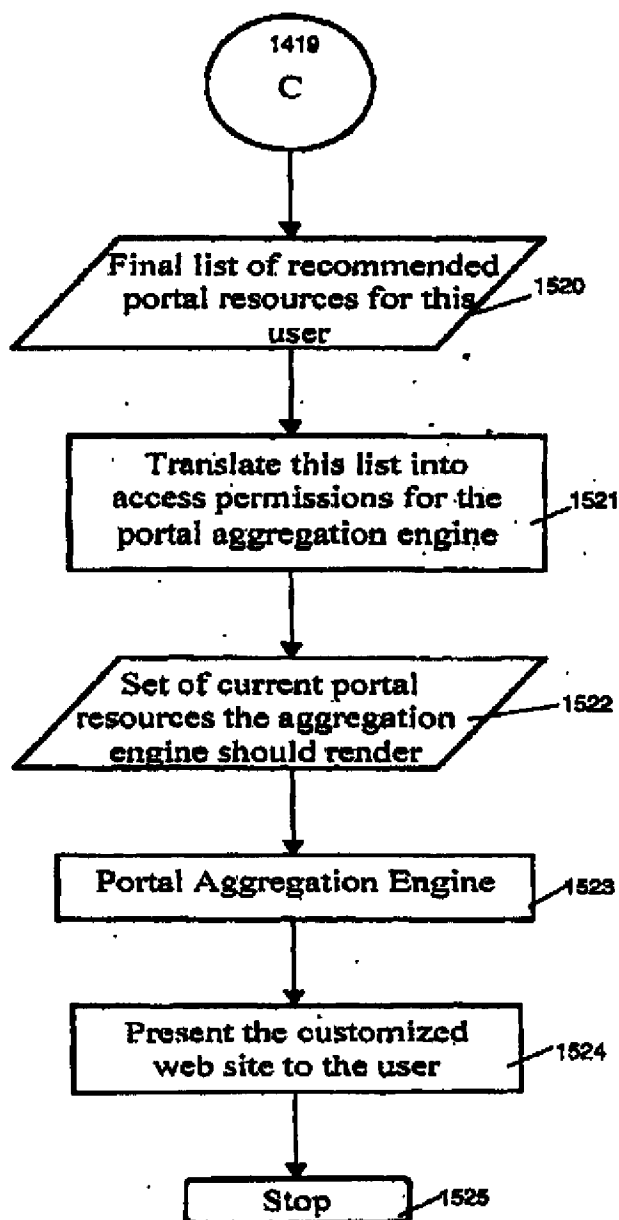 1419
C
Final list of recommended
portal resources for this
user
1520
Translate this list into
access permissions for the
portal aggregation engine
1521
Set of current portal
resources the aggregation
engine should render
1522
Portal Aggregation Engine
1523
Present the customized
web site to the user
1524
Stop
1525